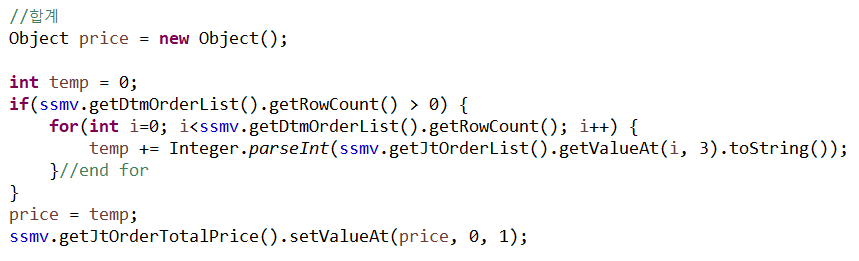 //합계
Object price = new Object();
int temp = 0;
if(ssmv.getDtmOrderList().getRowCount() > 0) {
    for(int i=0; i<ssmv.getDtmOrderList().getRowCount(); i++) {
        temp += Integer.parseInt(ssmv.getJtOrderList().getValueAt(i, 3).toString());
    }//end for
}
price = temp;
ssmv.getJtOrderTotalPrice().setValueAt(price, 0, 1);